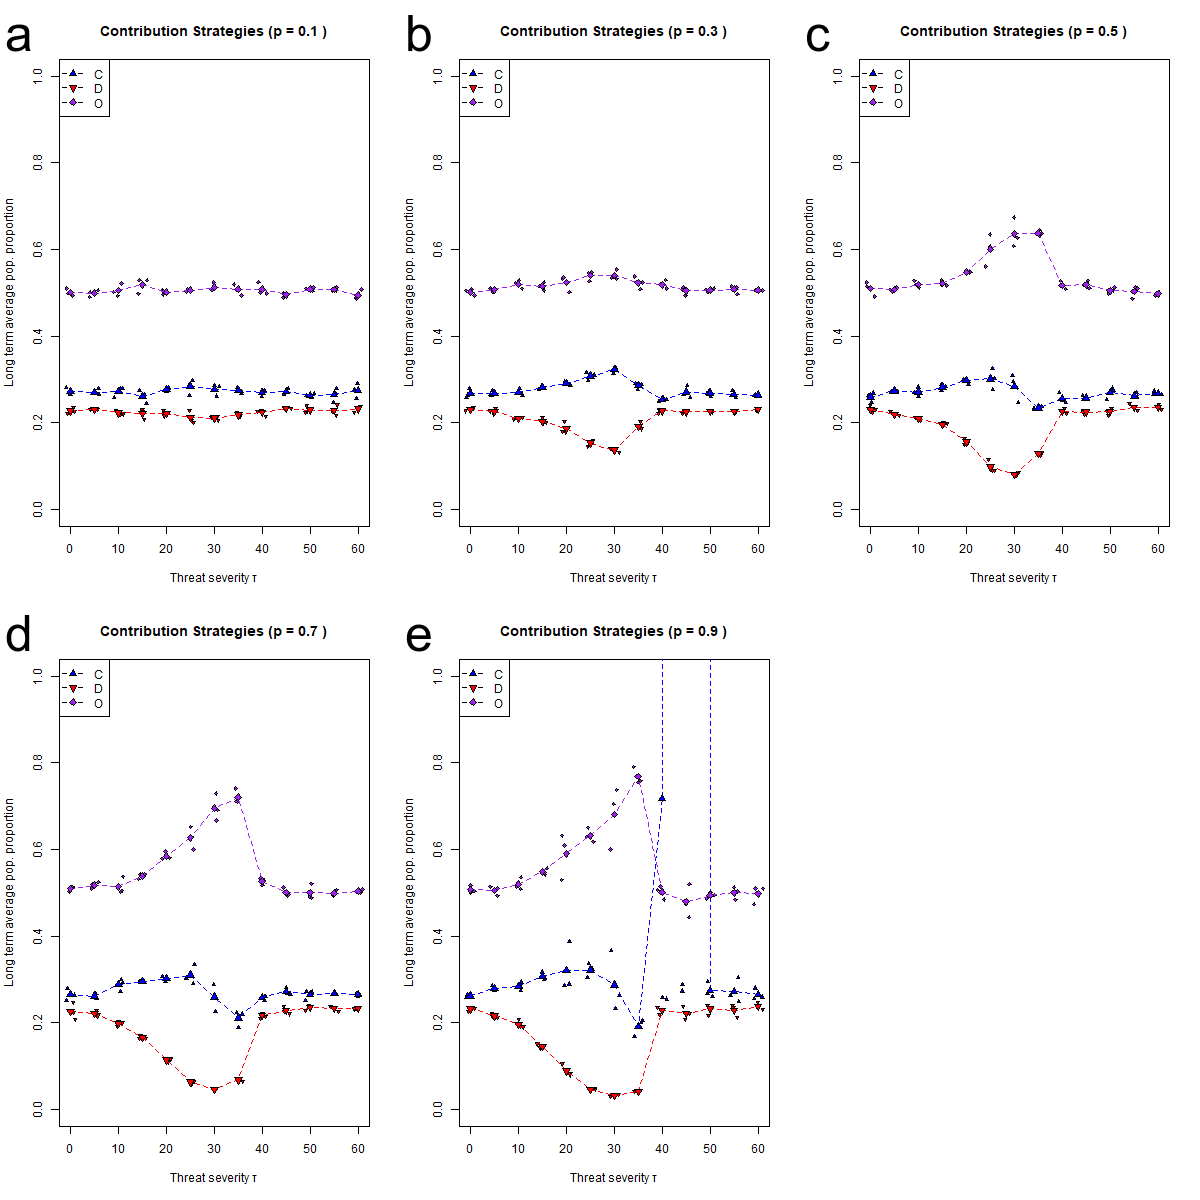 a
Contribution Strategies (p = 0.1 )
C
D
O
1.0
0.8
0.6
0.4
0.2
0.0
Long term average pop. proportion
0 10 20 30 40 50 60
Threat severity τ
b
Contribution Strategies (p = 0.3 )
C
D
O
1.0
0.8
0.6
0.4
0.2
0.0
Long term average pop. proportion
0 10 20 30 40 50 60
Threat severity τ
c
Contribution Strategies (p = 0.5 )
C
D
O
1.0
0.8
0.6
0.4
0.2
0.0
Long term average pop. proportion
0 10 20 30 40 50 60
Threat severity τ
d
Contribution Strategies (p = 0.7 )
C
D
O
1.0
0.8
0.6
0.4
0.2
0.0
Long term average pop. proportion
0 10 20 30 40 50 60
Threat severity τ
e
Contribution Strategies (p = 0.9 )
C
D
O
1.0
0.8
0.6
0.4
0.2
0.0
Long term average pop. proportion
0 10 20 30 40 50 60
Threat severity τ